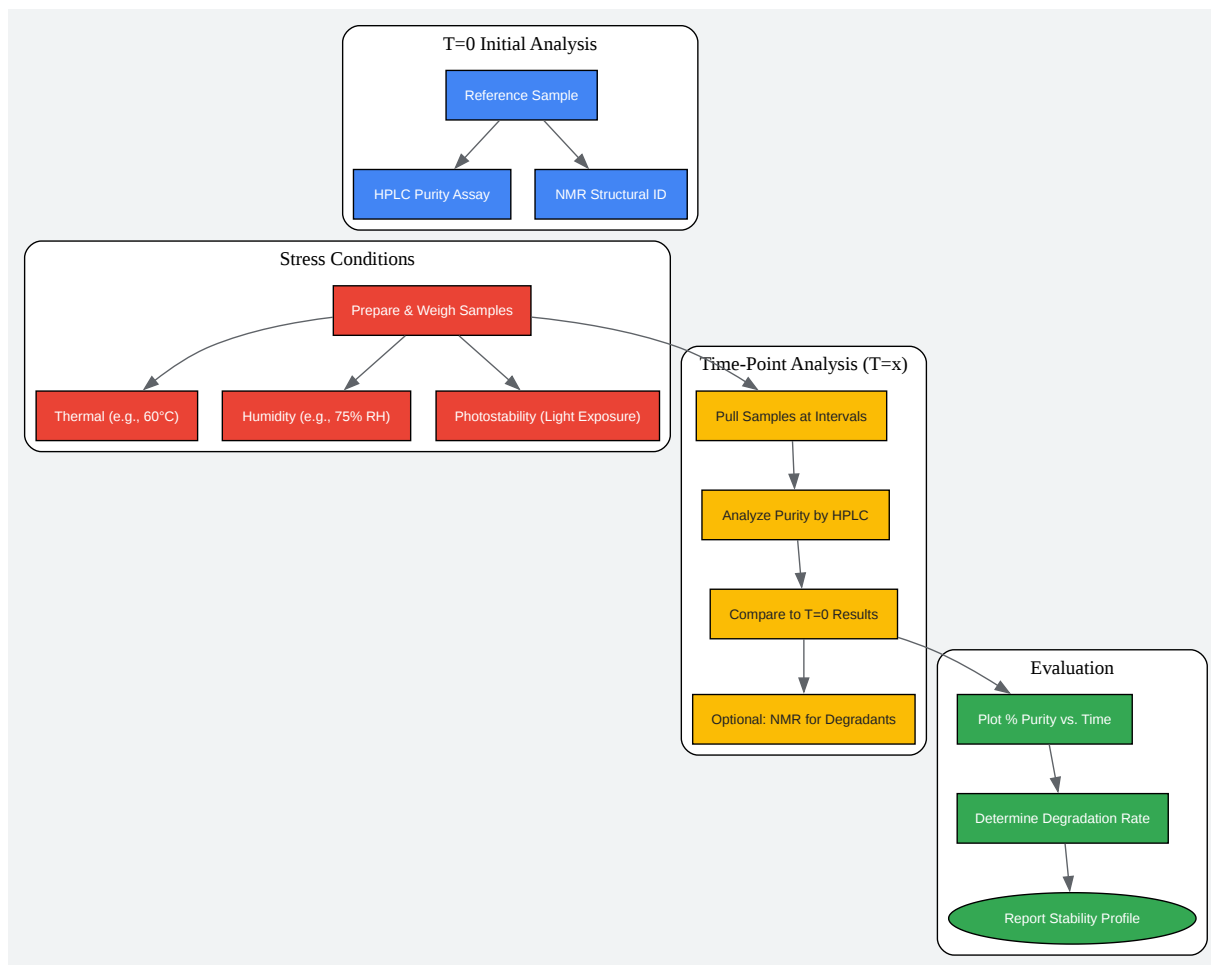 T=0 Initial Analysis
Reference Sample
HPLC Purity Assay
NMR Structural ID
Stress Conditions
Prepare & Weigh Samples
Thermal (e.g., 60°C)
Humidity (e.g., 75% RH)
Photostability (Light Exposure)
Time-Point Analysis (T=x)
Pull Samples at Intervals
Analyze Purity by HPLC
Compare to T=0 Results
Optional: NMR for Degradants
Evaluation
Plot % Purity vs. Time
Determine Degradation Rate
Report Stability Profile